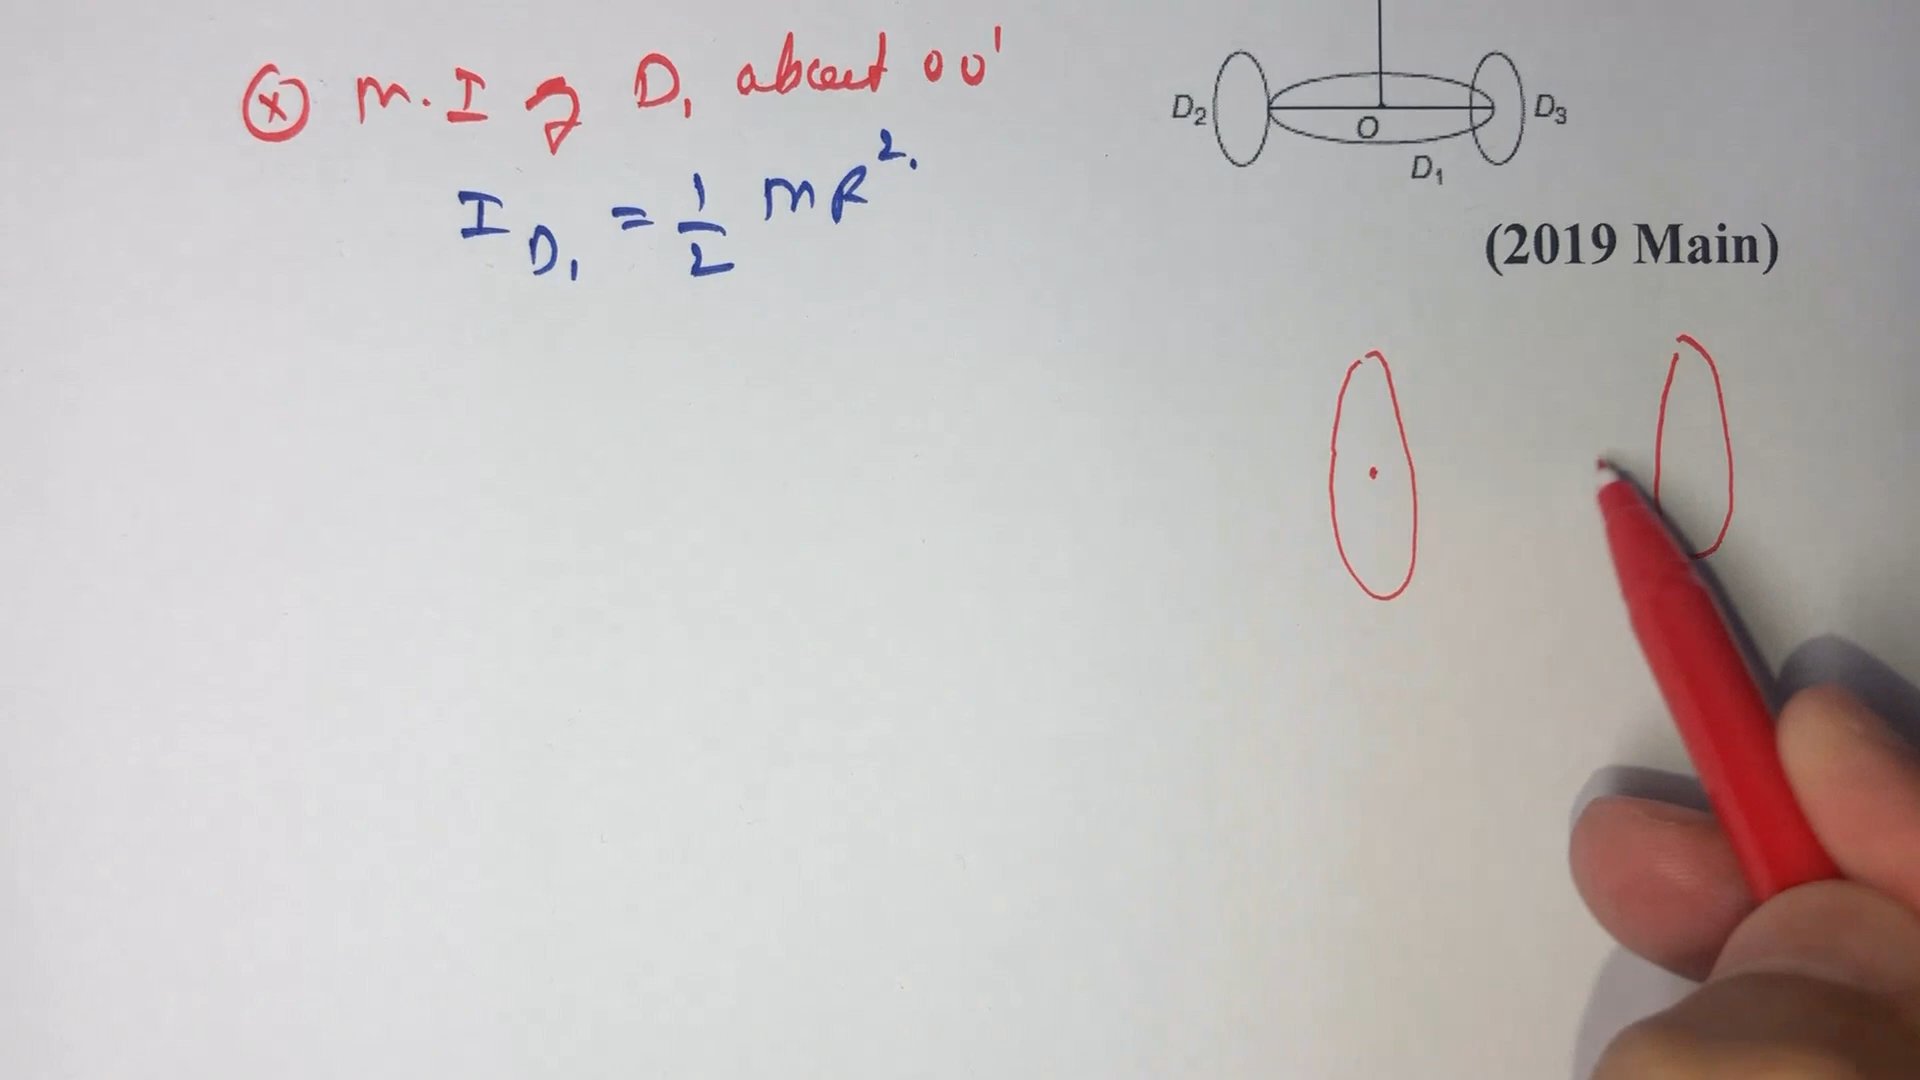 ⓧ M.I of D₁ about OO'
I_D₁ = 1/2 MR².
D₂ O D₃
D₁
(2019 Main)